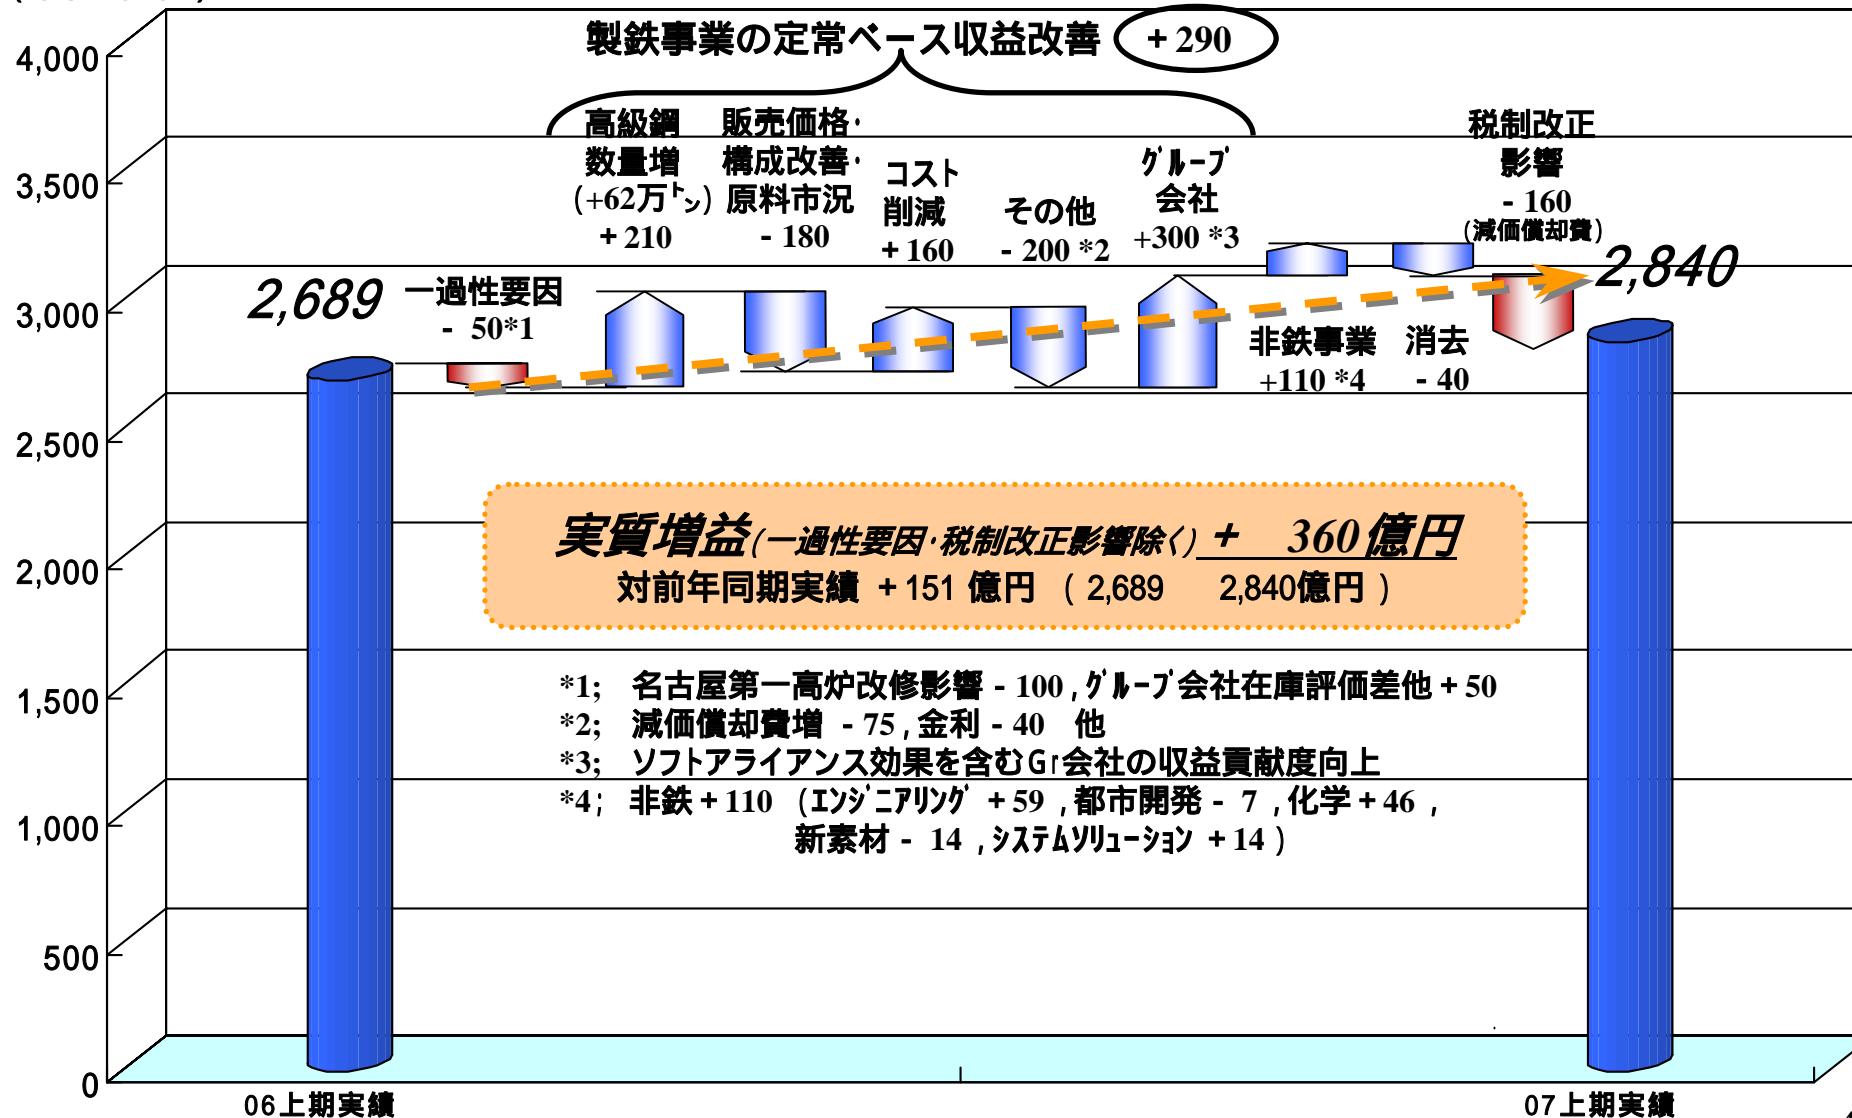 製鉄事業の定常ベース収益改善 +290
高級鋼
数量増
(+62万トン)
+210
販売価格・
構成改善・
原料市況
- 180
コスト
削減
+160
その他
- 200 *2
グループ
会社
+300 *3
税制改正
影響
- 160
(減価償却費)
2,689
一過性要因
- 50*1
非鉄事業
+110 *4
消去
- 40
2,840
4,000
3,500
3,000
2,500
2,000
1,500
1,000
500
0
実質増益(一過性要因・税制改正影響除く) + 360億円
対前年同期実績 +151 億円 ( 2,689 2,840億円 )
*1; 名古屋第一高炉改修影響 - 100 , グループ会社在庫評価差他 + 50
*2; 減価償却費増 - 75 , 金利 - 40 他
*3; ソフトアライアンス効果を含むGr会社の収益貢献度向上
*4; 非鉄 + 110 (エンジニアリング + 59 , 都市開発 - 7 , 化学 + 46 ,
新素材 - 14 , システムソリューション + 14 )
06上期実績
07上期実績